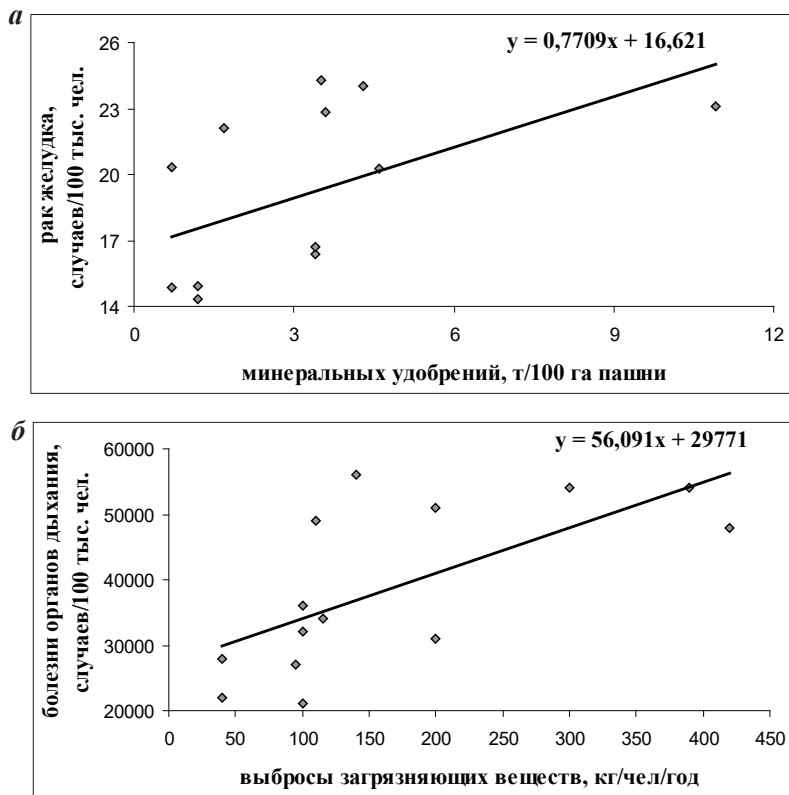 а
y = 0,7709x + 16,621
рак желудка,
случаев/100 тыс. чел.
26
23
20
17
14
0 3 6 9 12
минеральных удобрений, т/100 га пашни
б
y = 56,091x + 29771
болезни органов дыхания,
случаев/100 тыс. чел.
60000
50000
40000
30000
20000
0 50 100 150 200 250 300 350 400 450
выбросы загрязняющих веществ, кг/чел/год